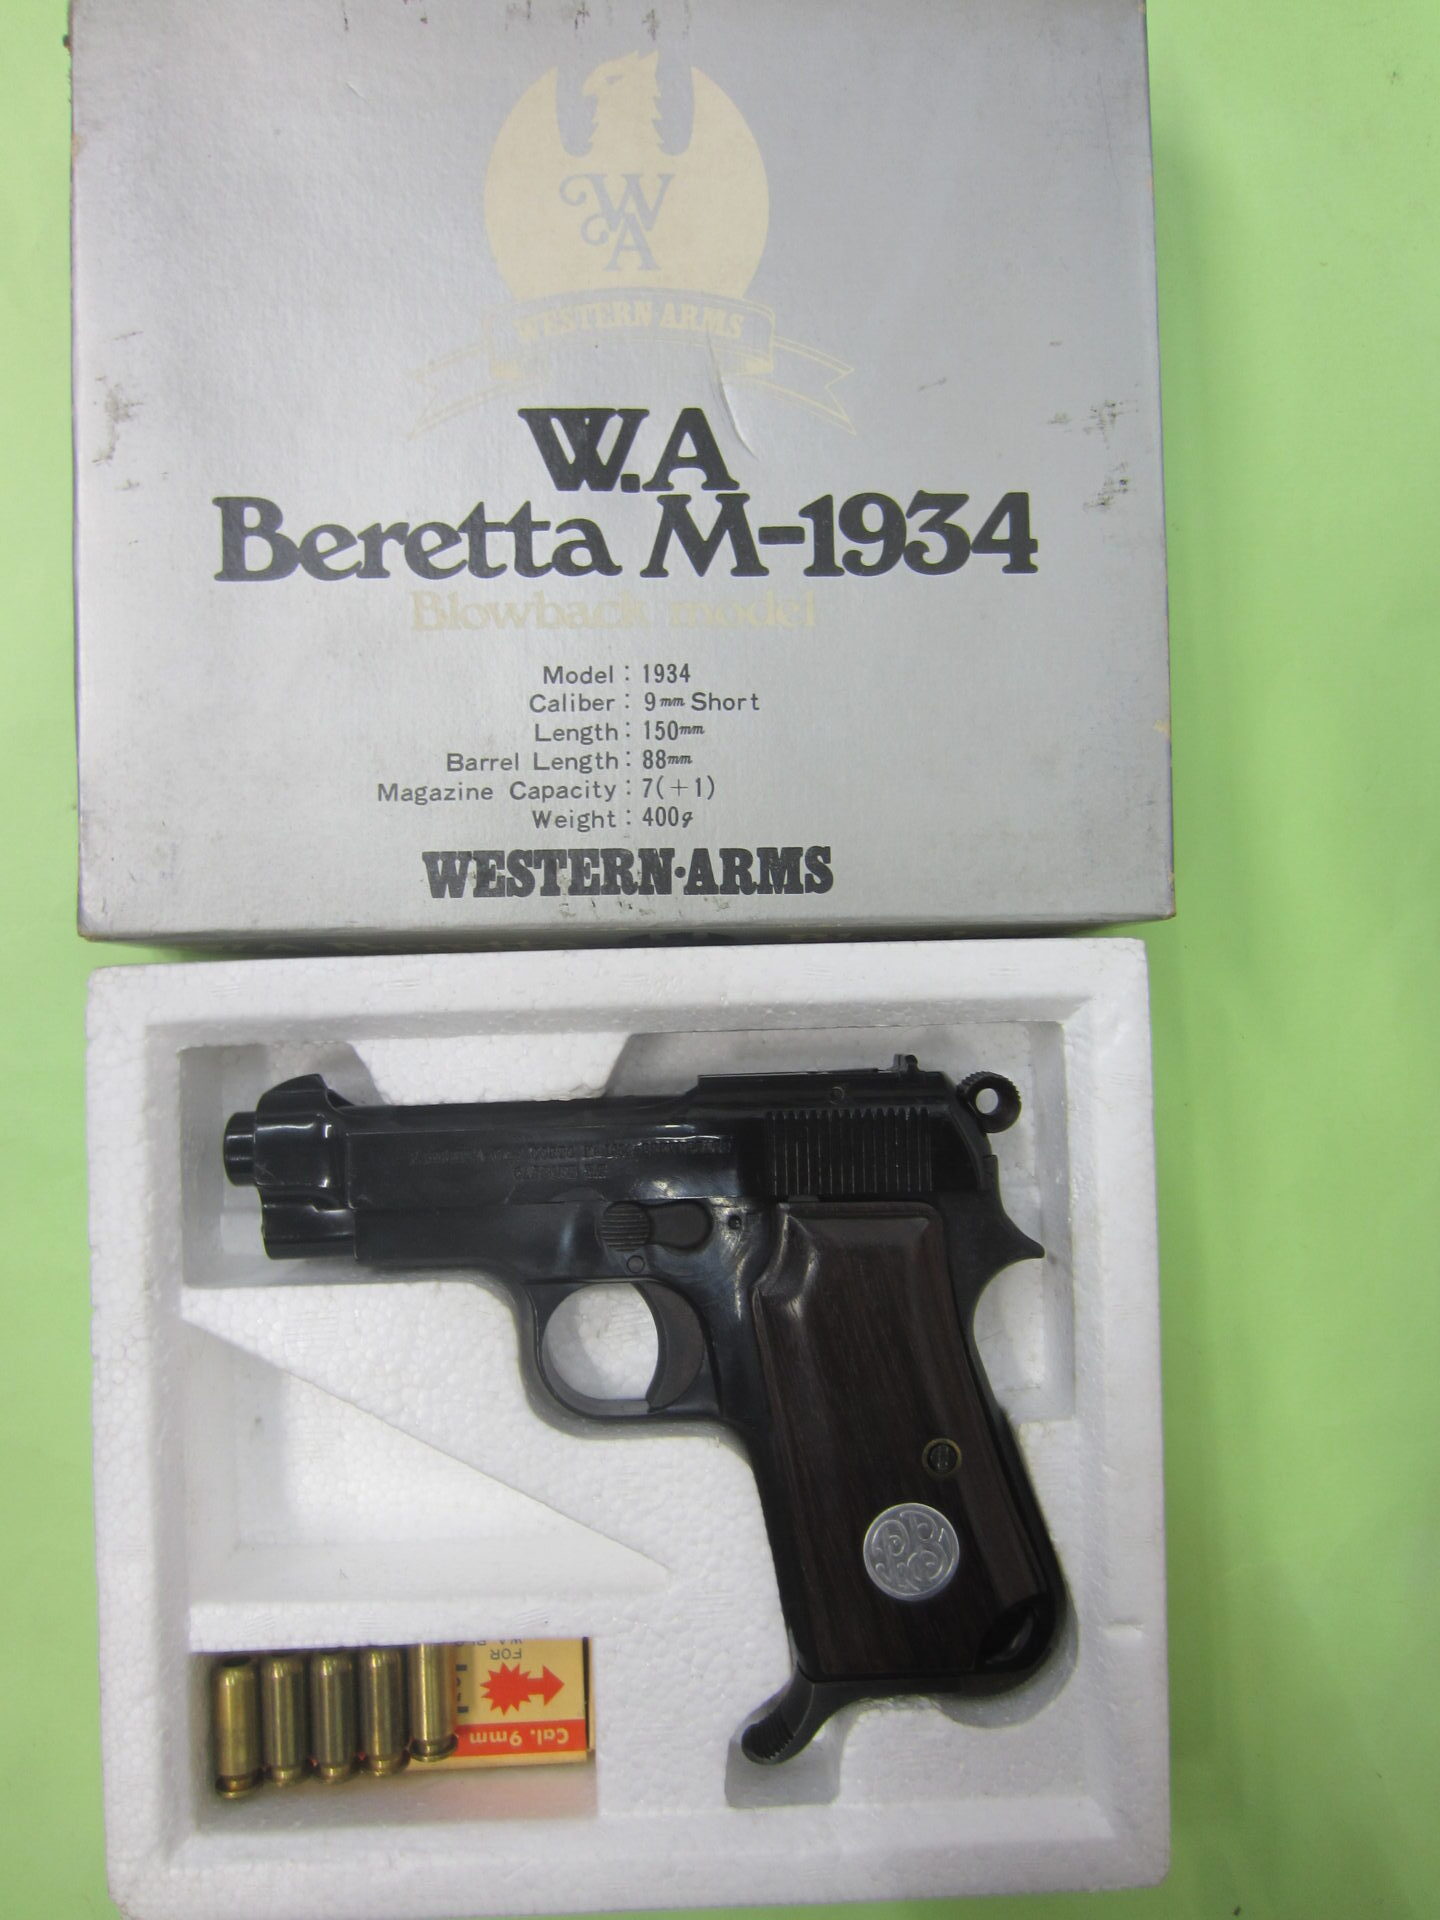 WA
WESTERN ARMS
W.A
Beretta M-1934
Blowback model
Model : 1934
Caliber : 9mm Short
Length : 150mm
Barrel Length : 88mm
Magazine Capacity : 7(+1)
Weight : 400g
WESTERN·ARMS
PB
FOR
Cal. 9mm